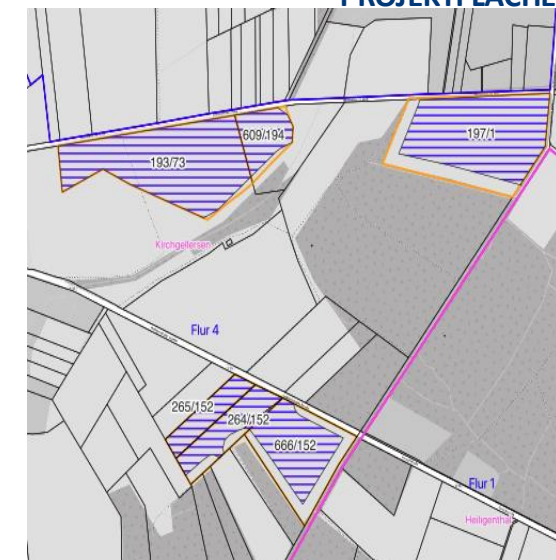 PROJEKTFLÄCHE
609/194
197/1
193/73
Kirchgellersen
Flur 4
265/152
264/152
666/152
Flur 1
Heiligenthal